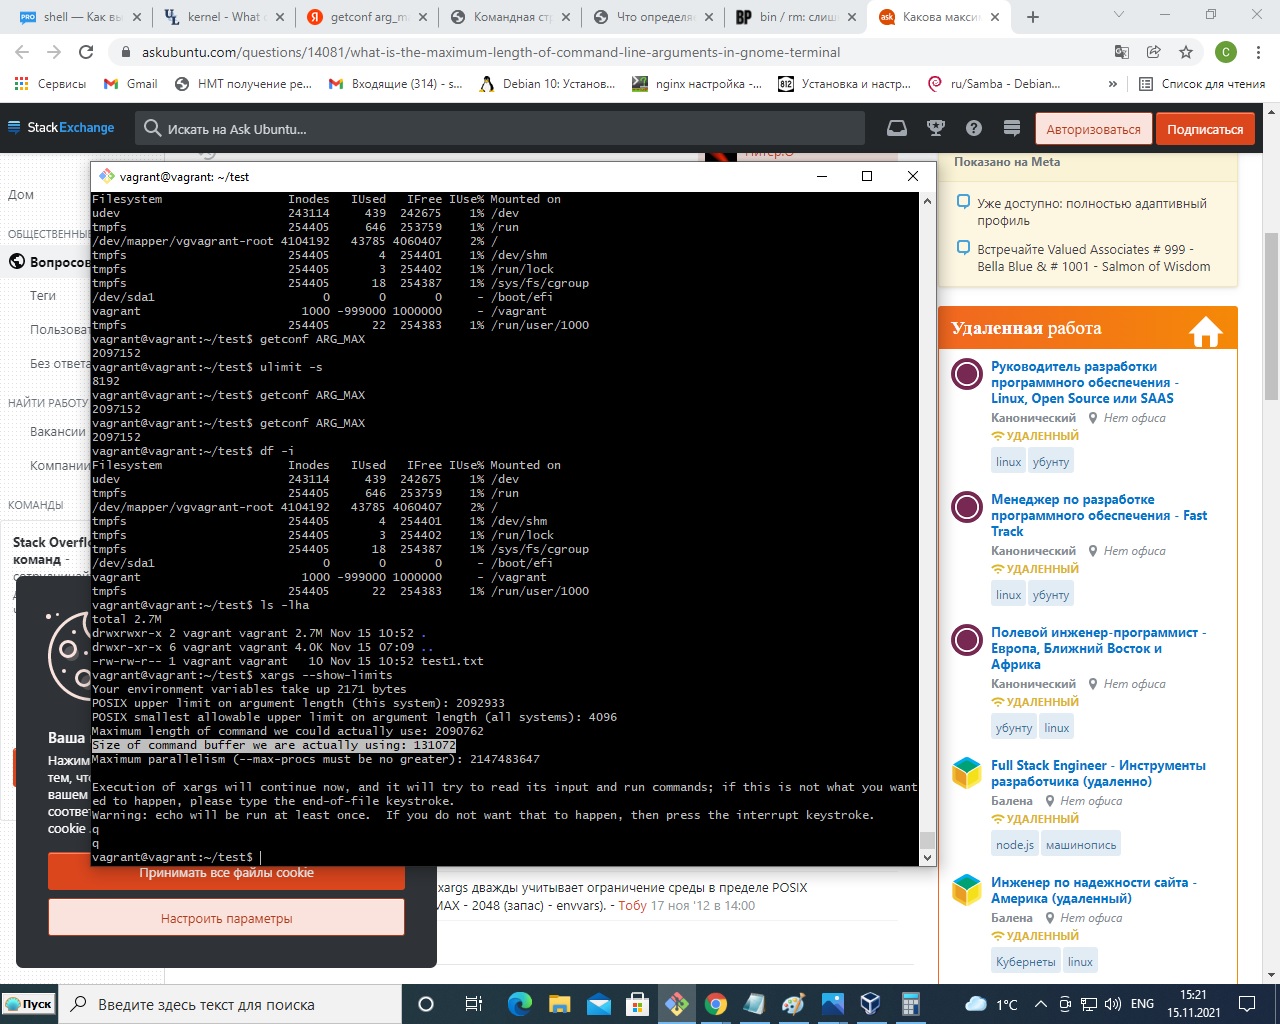 shell — Как вы
kernel - What
getconf arg_m
Командная ст
Что определя
bin / rm: слиш
Какова макси
askubuntu.com/questions/14081/what-is-the-maximum-length-of-command-line-arguments-in-gnome-terminal
Сервисы
Gmail
НМТ получение ре...
Входящие (314) - s...
Debian 10: Установ...
nginx настройка -...
Установка и настр...
ru/Samba - Debian...
»
Список для чтения
StackExchange
Искать на Ask Ubuntu...
Авторизоваться
Подписаться
Показано на Meta
Уже доступно: полностью адаптивный
профиль
Встречайте Valued Associates # 999 -
Bella Blue & # 1001 - Salmon of Wisdom
Дом
ОБЩЕСТВЕННЫЕ
Вопросов
Теги
Пользоват
Без ответа
НАЙТИ РАБОТУ
Вакансии
Компании
КОМАНДЫ
Stack Overfl
команд -
vagrant@vagrant: ~/test
Filesystem Inodes IUsed IFree IUse% Mounted on
udev 243114 439 242675 1% /dev
tmpfs 254405 646 253759 1% /run
/dev/mapper/vgvagrant-root 4104192 43785 4060407 2% /
tmpfs 254405 4 254401 1% /dev/shm
tmpfs 254405 3 254402 1% /run/lock
tmpfs 254405 18 254387 1% /sys/fs/cgroup
/dev/sda1 0 0 0 - /boot/efi
vagrant 1000 -999000 1000000 - /vagrant
tmpfs 254405 22 254383 1% /run/user/1000
vagrant@vagrant:~/test$ getconf ARG_MAX
2097152
vagrant@vagrant:~/test$ ulimit -s
8192
vagrant@vagrant:~/test$ getconf ARG_MAX
2097152
vagrant@vagrant:~/test$ getconf ARG_MAX
2097152
vagrant@vagrant:~/test$ df -i
Filesystem Inodes IUsed IFree IUse% Mounted on
udev 243114 439 242675 1% /dev
tmpfs 254405 646 253759 1% /run
/dev/mapper/vgvagrant-root 4104192 43785 4060407 2% /
tmpfs 254405 4 254401 1% /dev/shm
tmpfs 254405 3 254402 1% /run/lock
tmpfs 254405 18 254387 1% /sys/fs/cgroup
/dev/sda1 0 0 0 - /boot/efi
vagrant 1000 -999000 1000000 - /vagrant
tmpfs 254405 22 254383 1% /run/user/1000
vagrant@vagrant:~/test$ ls -lha
total 2.7M
drwxrwxr-x 2 vagrant vagrant 2.7M Nov 15 10:52 .
drwxr-xr-x 6 vagrant vagrant 4.0K Nov 15 07:09 ..
-rw-rw-r-- 1 vagrant vagrant 10 Nov 15 10:52 test1.txt
vagrant@vagrant:~/test$ xargs --show-limits
Your environment variables take up 2171 bytes
POSIX upper limit on argument length (this system): 2092933
POSIX smallest allowable upper limit on argument length (all systems): 4096
Maximum length of command we could actually use: 2090762
Size of command buffer we are actually using: 131072
Maximum parallelism (--max-procs must be no greater): 2147483647
Execution of xargs will continue now, and it will try to read its input and run commands; if this is not what you want
ed to happen, please type the end-of-file keystroke.
Warning: echo will be run at least once.  If you do not want that to happen, then press the interrupt keystroke.
q
q
vagrant@vagrant:~/test$
Удаленная работа
Руководитель разработки
программного обеспечения -
Linux, Open Source или SAAS
Канонический Нет офиса
УДАЛЕННЫЙ
linux убунту
Менеджер по разработке
программного обеспечения - Fast
Track
Канонический Нет офиса
УДАЛЕННЫЙ
linux убунту
Полевой инженер-программист -
Европа, Ближний Восток и
Африка
Канонический Нет офиса
УДАЛЕННЫЙ
убунту linux
Full Stack Engineer - Инструменты
разработчика (удаленно)
Балена Нет офиса
УДАЛЕННЫЙ
node.js машинопись
Инженер по надежности сайта -
Америка (удаленный)
Балена Нет офиса
УДАЛЕННЫЙ
Кубернеты linux
Ваша
Нажим
тем, что
вашем
соотве
cookie
Принимать все файлы cookie
Настроить параметры
xargs дважды учитывает ограничение среды в пределе POSIX
MAX - 2048 (запас) - envvars). - Тобу 17 ноя '12 в 14:00
Пуск
Введите здесь текст для поиска
1°C
ENG
15:21
15.11.2021